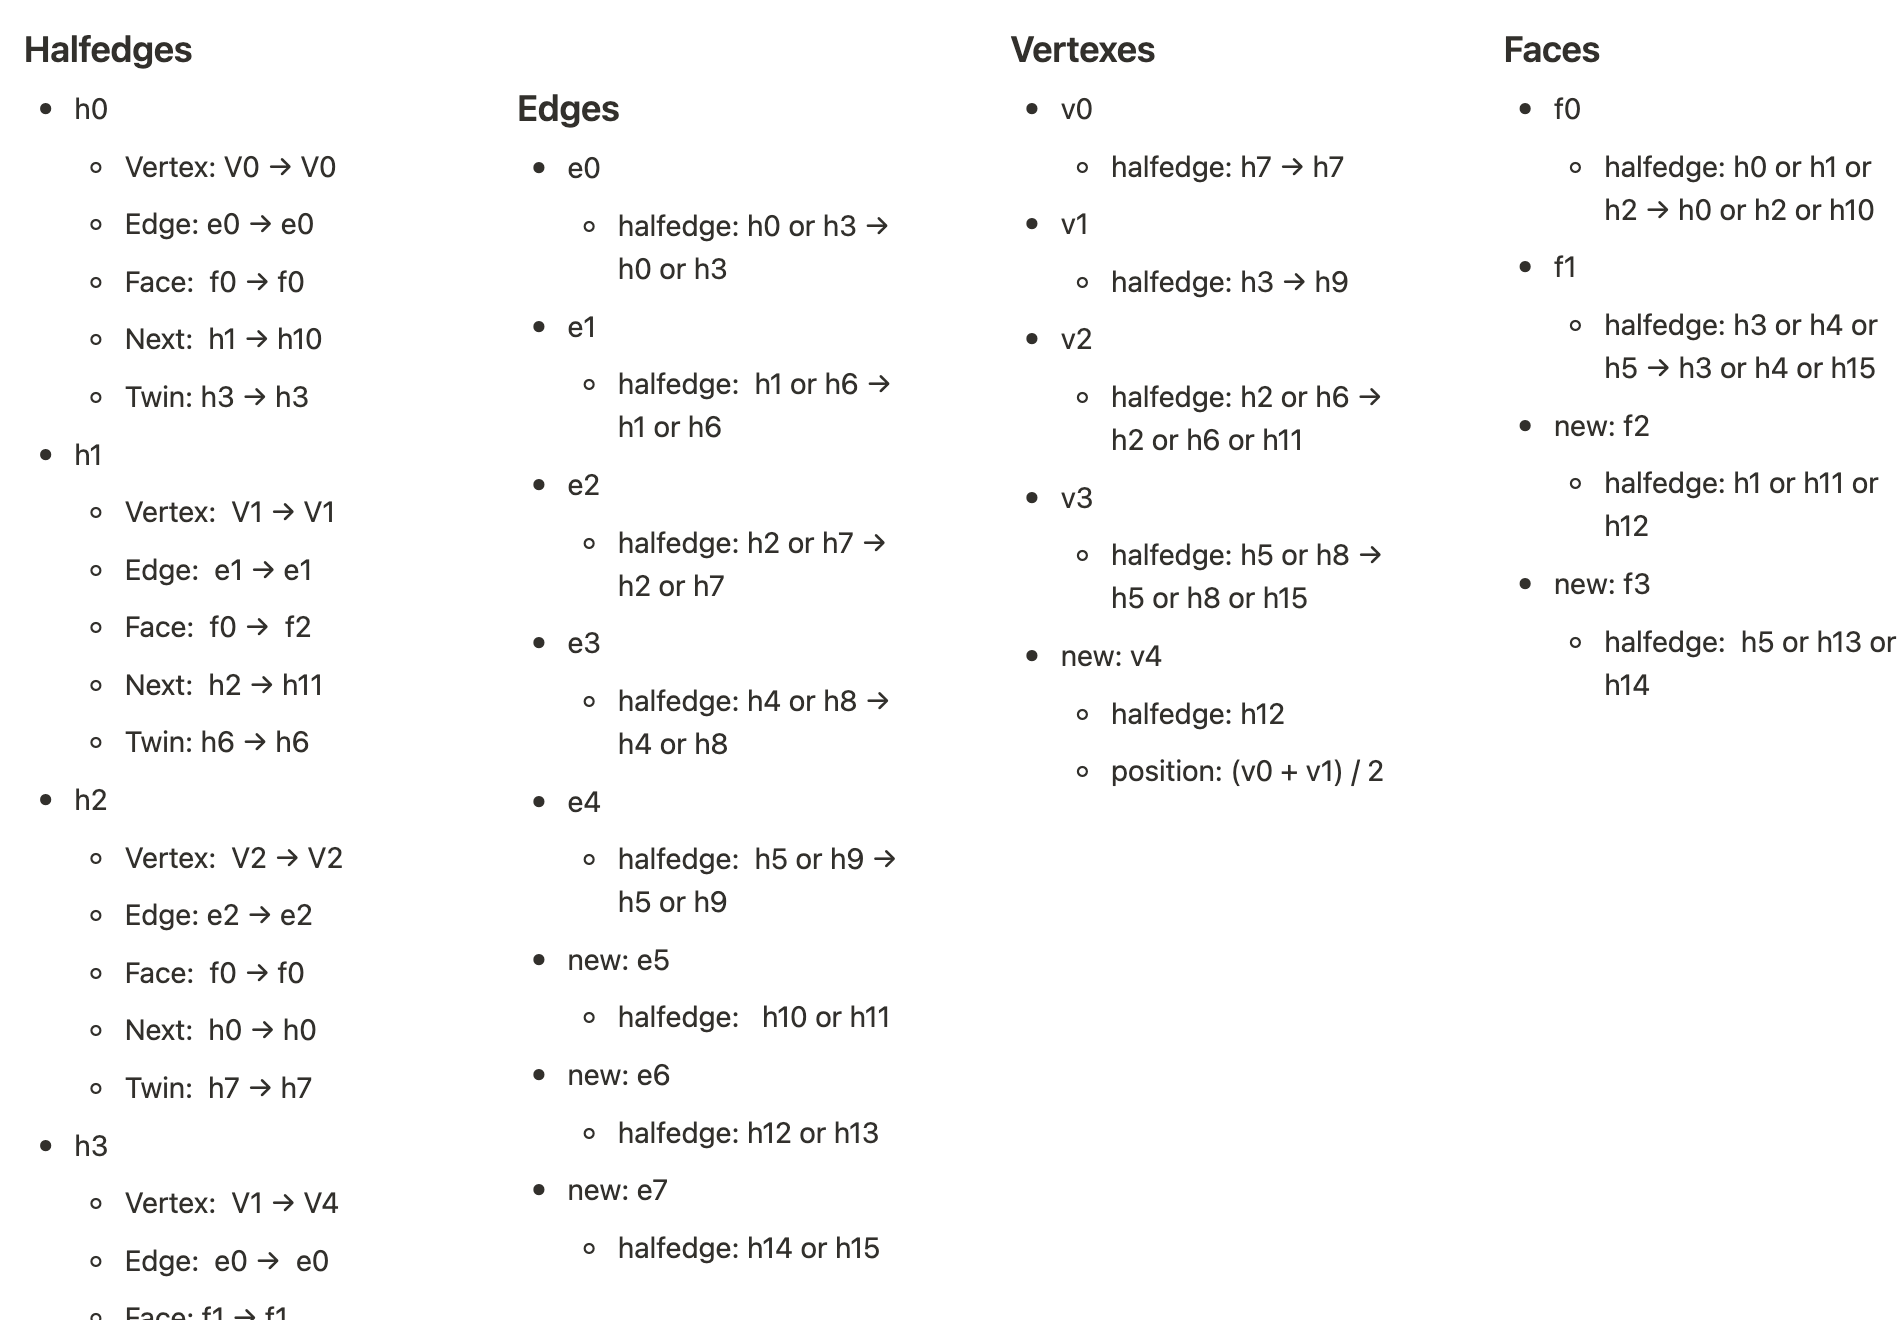 Halfedges
h0
Vertex: V0 → V0
Edge: e0 → e0
Face: f0 → f0
Next: h1 → h10
Twin: h3 → h3
h1
Vertex: V1 → V1
Edge: e1 → e1
Face: f0 → f2
Next: h2 → h11
Twin: h6 → h6
h2
Vertex: V2 → V2
Edge: e2 → e2
Face: f0 → f0
Next: h0 → h0
Twin: h7 → h7
h3
Vertex: V1 → V4
Edge: e0 → e0
Face: f1 → f1
Edges
e0
halfedge: h0 or h3 →
h0 or h3
e1
halfedge: h1 or h6 →
h1 or h6
e2
halfedge: h2 or h7 →
h2 or h7
e3
halfedge: h4 or h8 →
h4 or h8
e4
halfedge: h5 or h9 →
h5 or h9
new: e5
halfedge: h10 or h11
new: e6
halfedge: h12 or h13
new: e7
halfedge: h14 or h15
Vertexes
v0
halfedge: h7 → h7
v1
halfedge: h3 → h9
v2
halfedge: h2 or h6 →
h2 or h6 or h11
v3
halfedge: h5 or h8 →
h5 or h8 or h15
new: v4
halfedge: h12
position: (v0 + v1) / 2
Faces
f0
halfedge: h0 or h1 or
h2 → h0 or h2 or h10
f1
halfedge: h3 or h4 or
h5 → h3 or h4 or h15
new: f2
halfedge: h1 or h11 or
h12
new: f3
halfedge: h5 or h13 or
h14